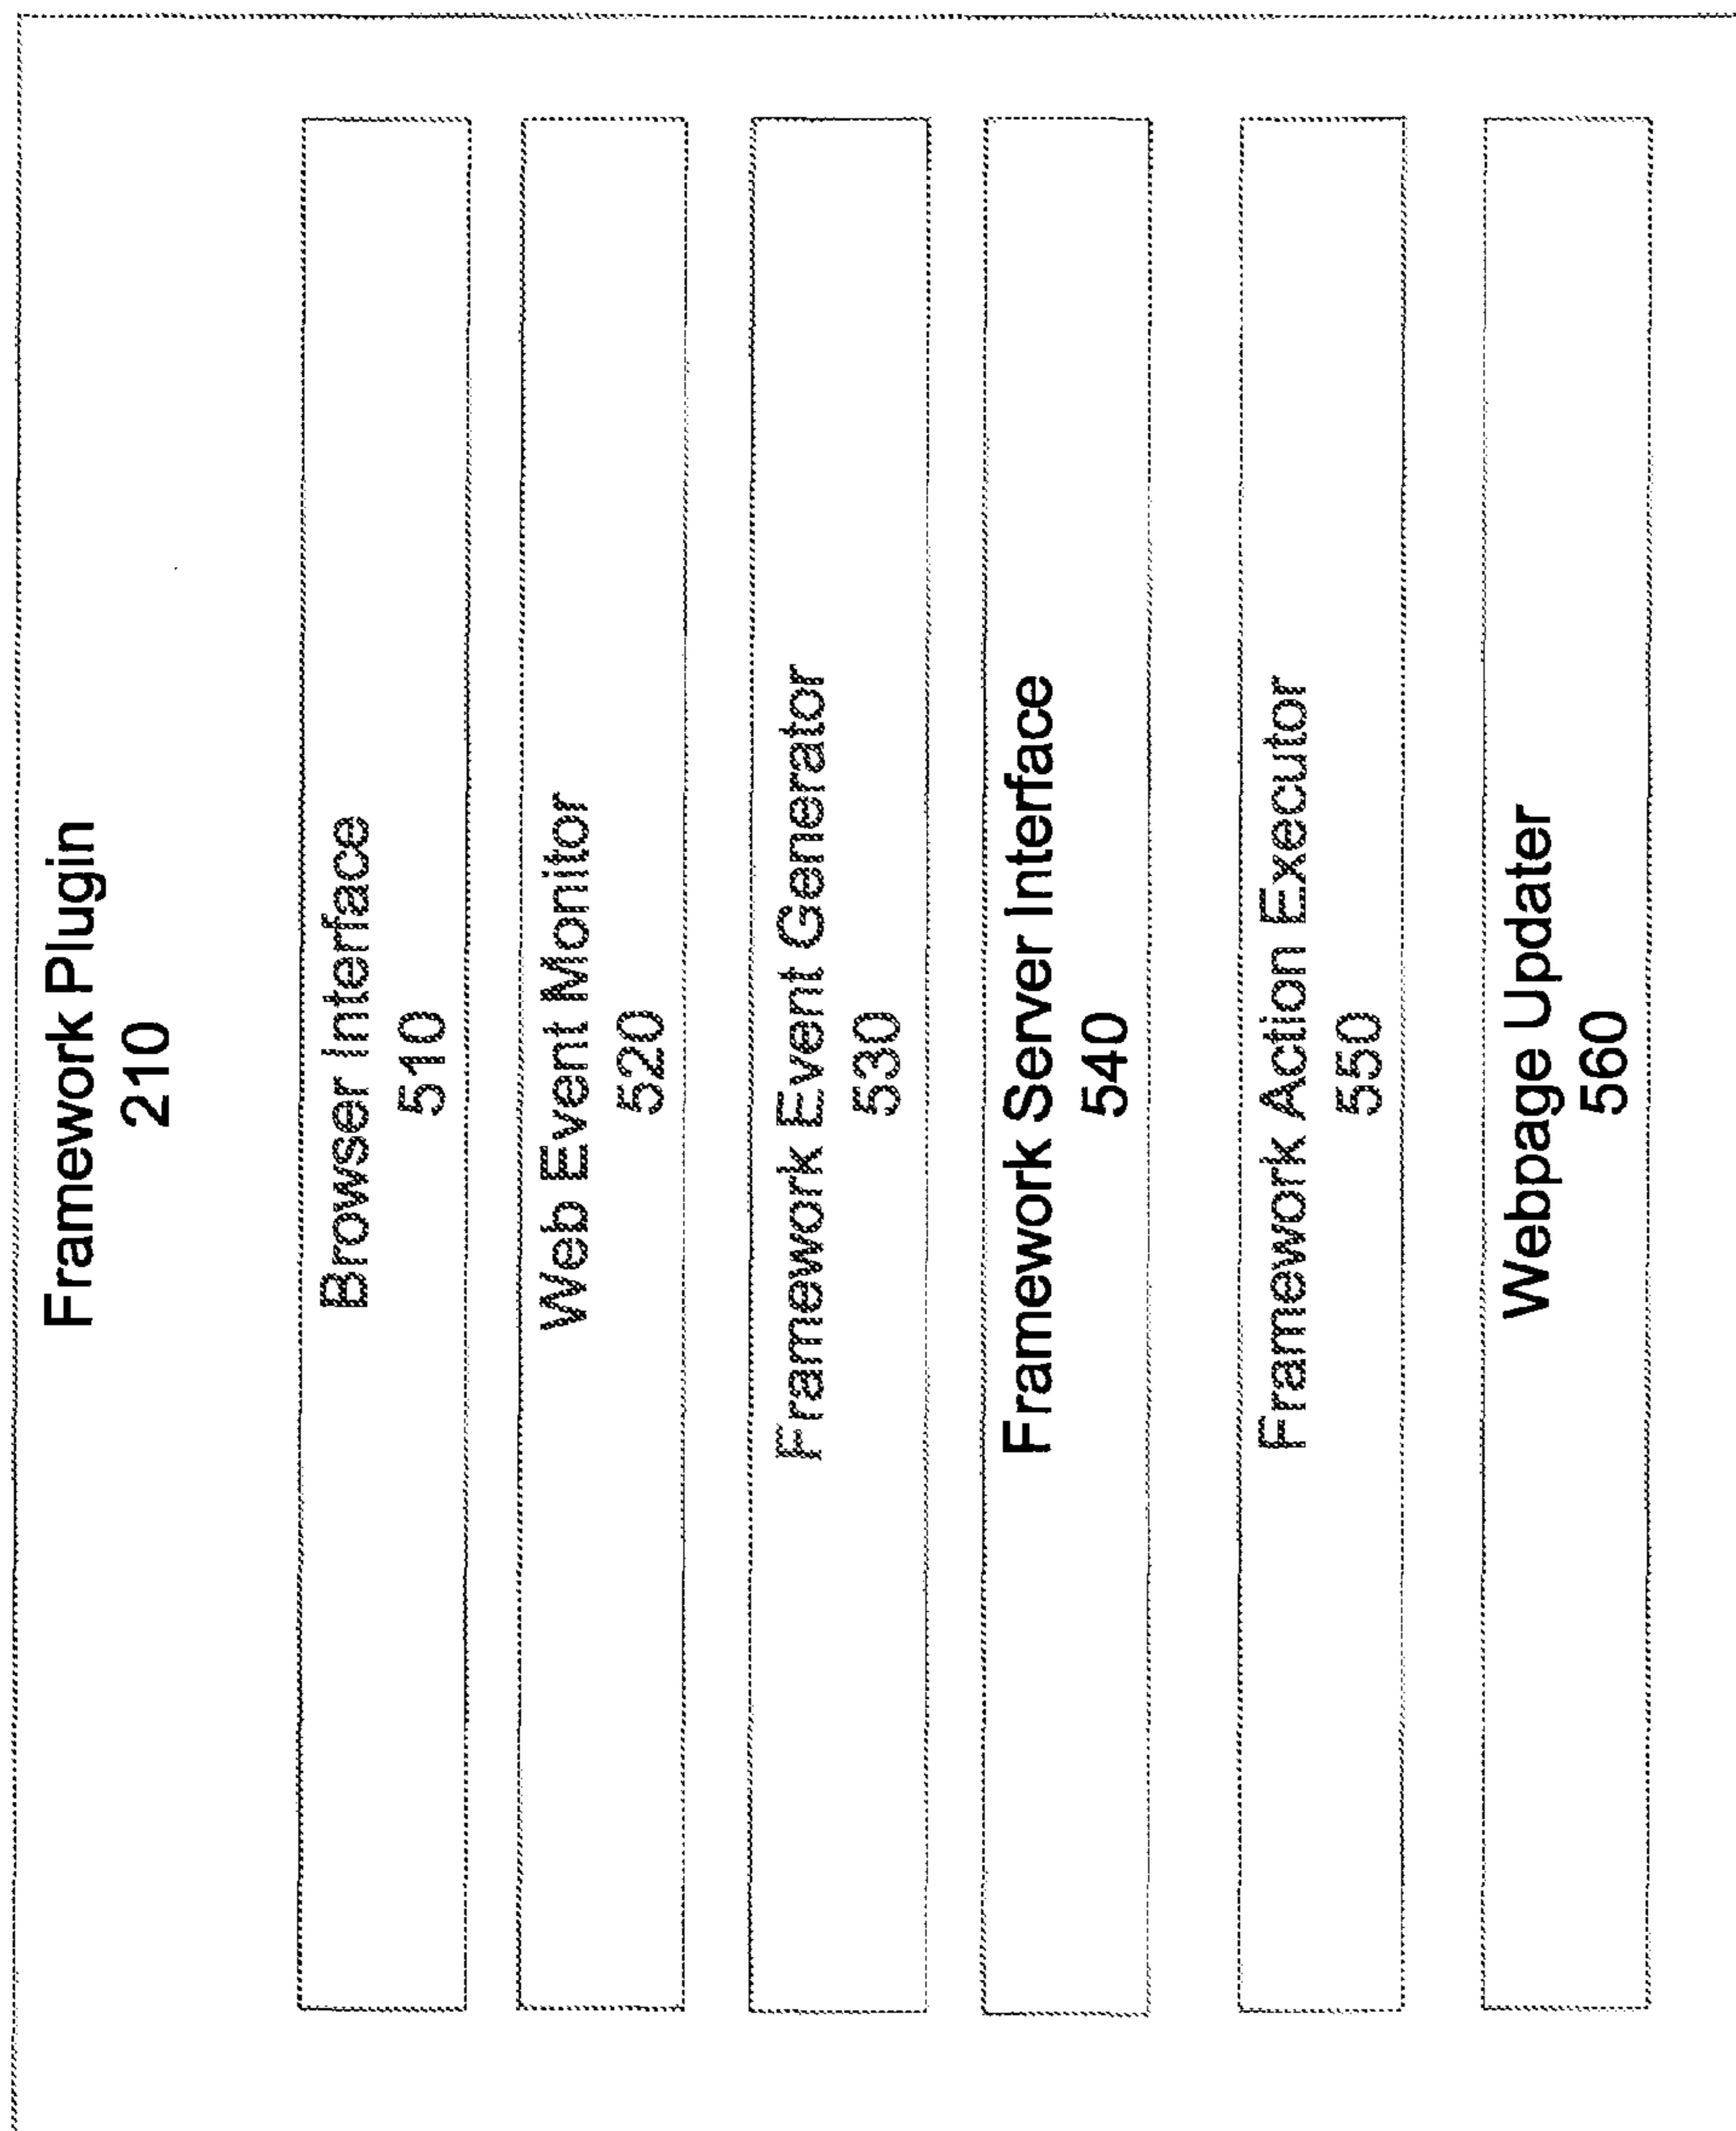 Framework Plugin
210
Browser Interface
510
Web Event Monitor
520
Framework Event Generator
530
Framework Server Interface
540
Framework Action Executor
550
Webpage Updater
560